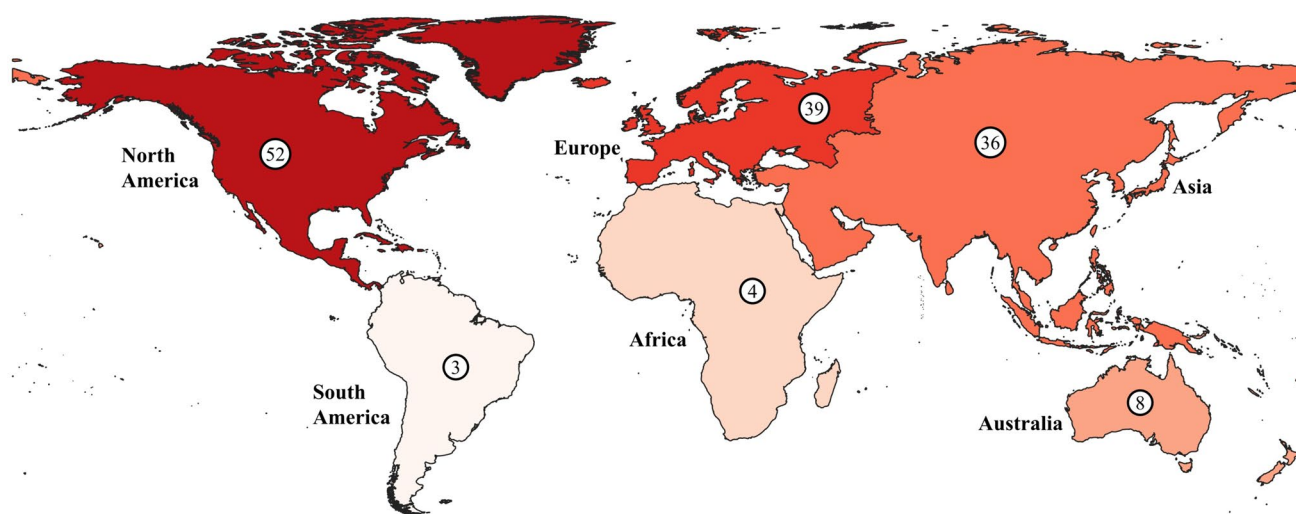 39
36
52
Europe
North
America
Asia
4
Africa
3
South
America
8
Australia